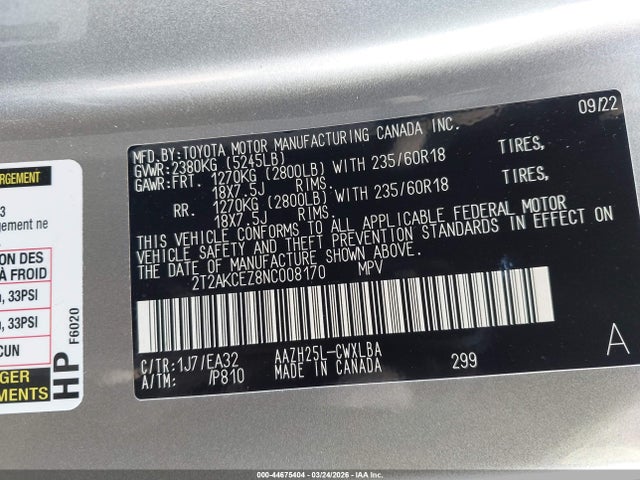 ERGEMENT
3
gement ne
ON DES
À FROID
, 33PSI
, 33PSI
CUN
GER
MENTS
HP F6020
09/22
MFD.BY:TOYOTA MOTOR MANUFACTURING CANADA INC.
GVWR:2380KG (5245LB)
GAWR:FRT. 1270KG (2800LB) WITH 235/60R18 TIRES,
18X7.5J RIMS.
RR. 1270KG (2800LB) WITH 235/60R18 TIRES,
18X7.5J RIMS.
THIS VEHICLE CONFORMS TO ALL APPLICABLE FEDERAL MOTOR
VEHICLE SAFETY AND THEFT PREVENTION STANDARDS IN EFFECT ON
THE DATE OF MANUFACTURE SHOWN ABOVE.
2T2AKCEZ8NC008170 MPV
C/TR:1J7/EA32 AAZH25L-CWXLBA
A/TM: /P810 MADE IN CANADA 299
A
000-44675404 - 03/24/2026 - IAA Inc.